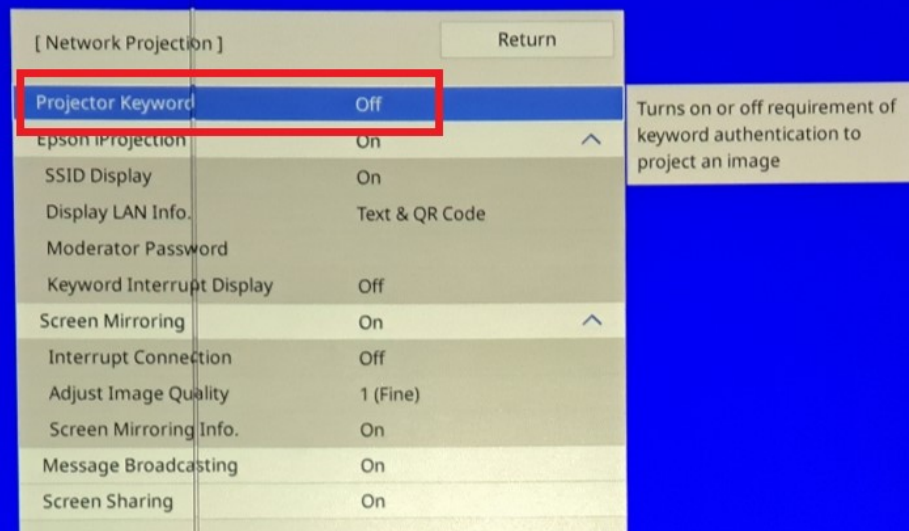 [ Network Projection ]
Return
Projector Keyword Off
Epson iProjection On
SSID Display On
Display LAN Info. Text & QR Code
Moderator Password
Keyword Interrupt Display Off
Screen Mirroring On
Interrupt Connection Off
Adjust Image Quality 1 (Fine)
Screen Mirroring Info. On
Message Broadcasting On
Screen Sharing On
Turns on or off requirement of
keyword authentication to
project an image